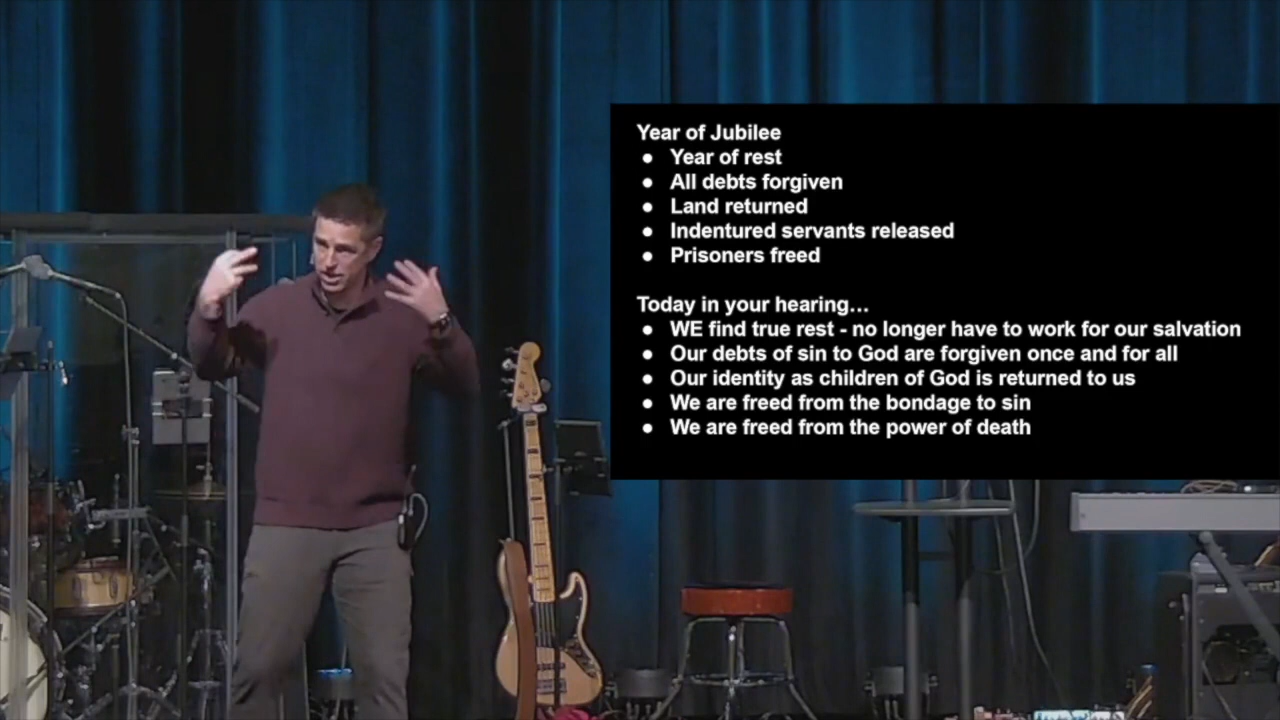 Year of Jubilee
● Year of rest
● All debts forgiven
● Land returned
● Indentured servants released
● Prisoners freed
Today in your hearing…
● WE find true rest - no longer have to work for our salvation
● Our debts of sin to God are forgiven once and for all
● Our identity as children of God is returned to us
● We are freed from the bondage to sin
● We are freed from the power of death